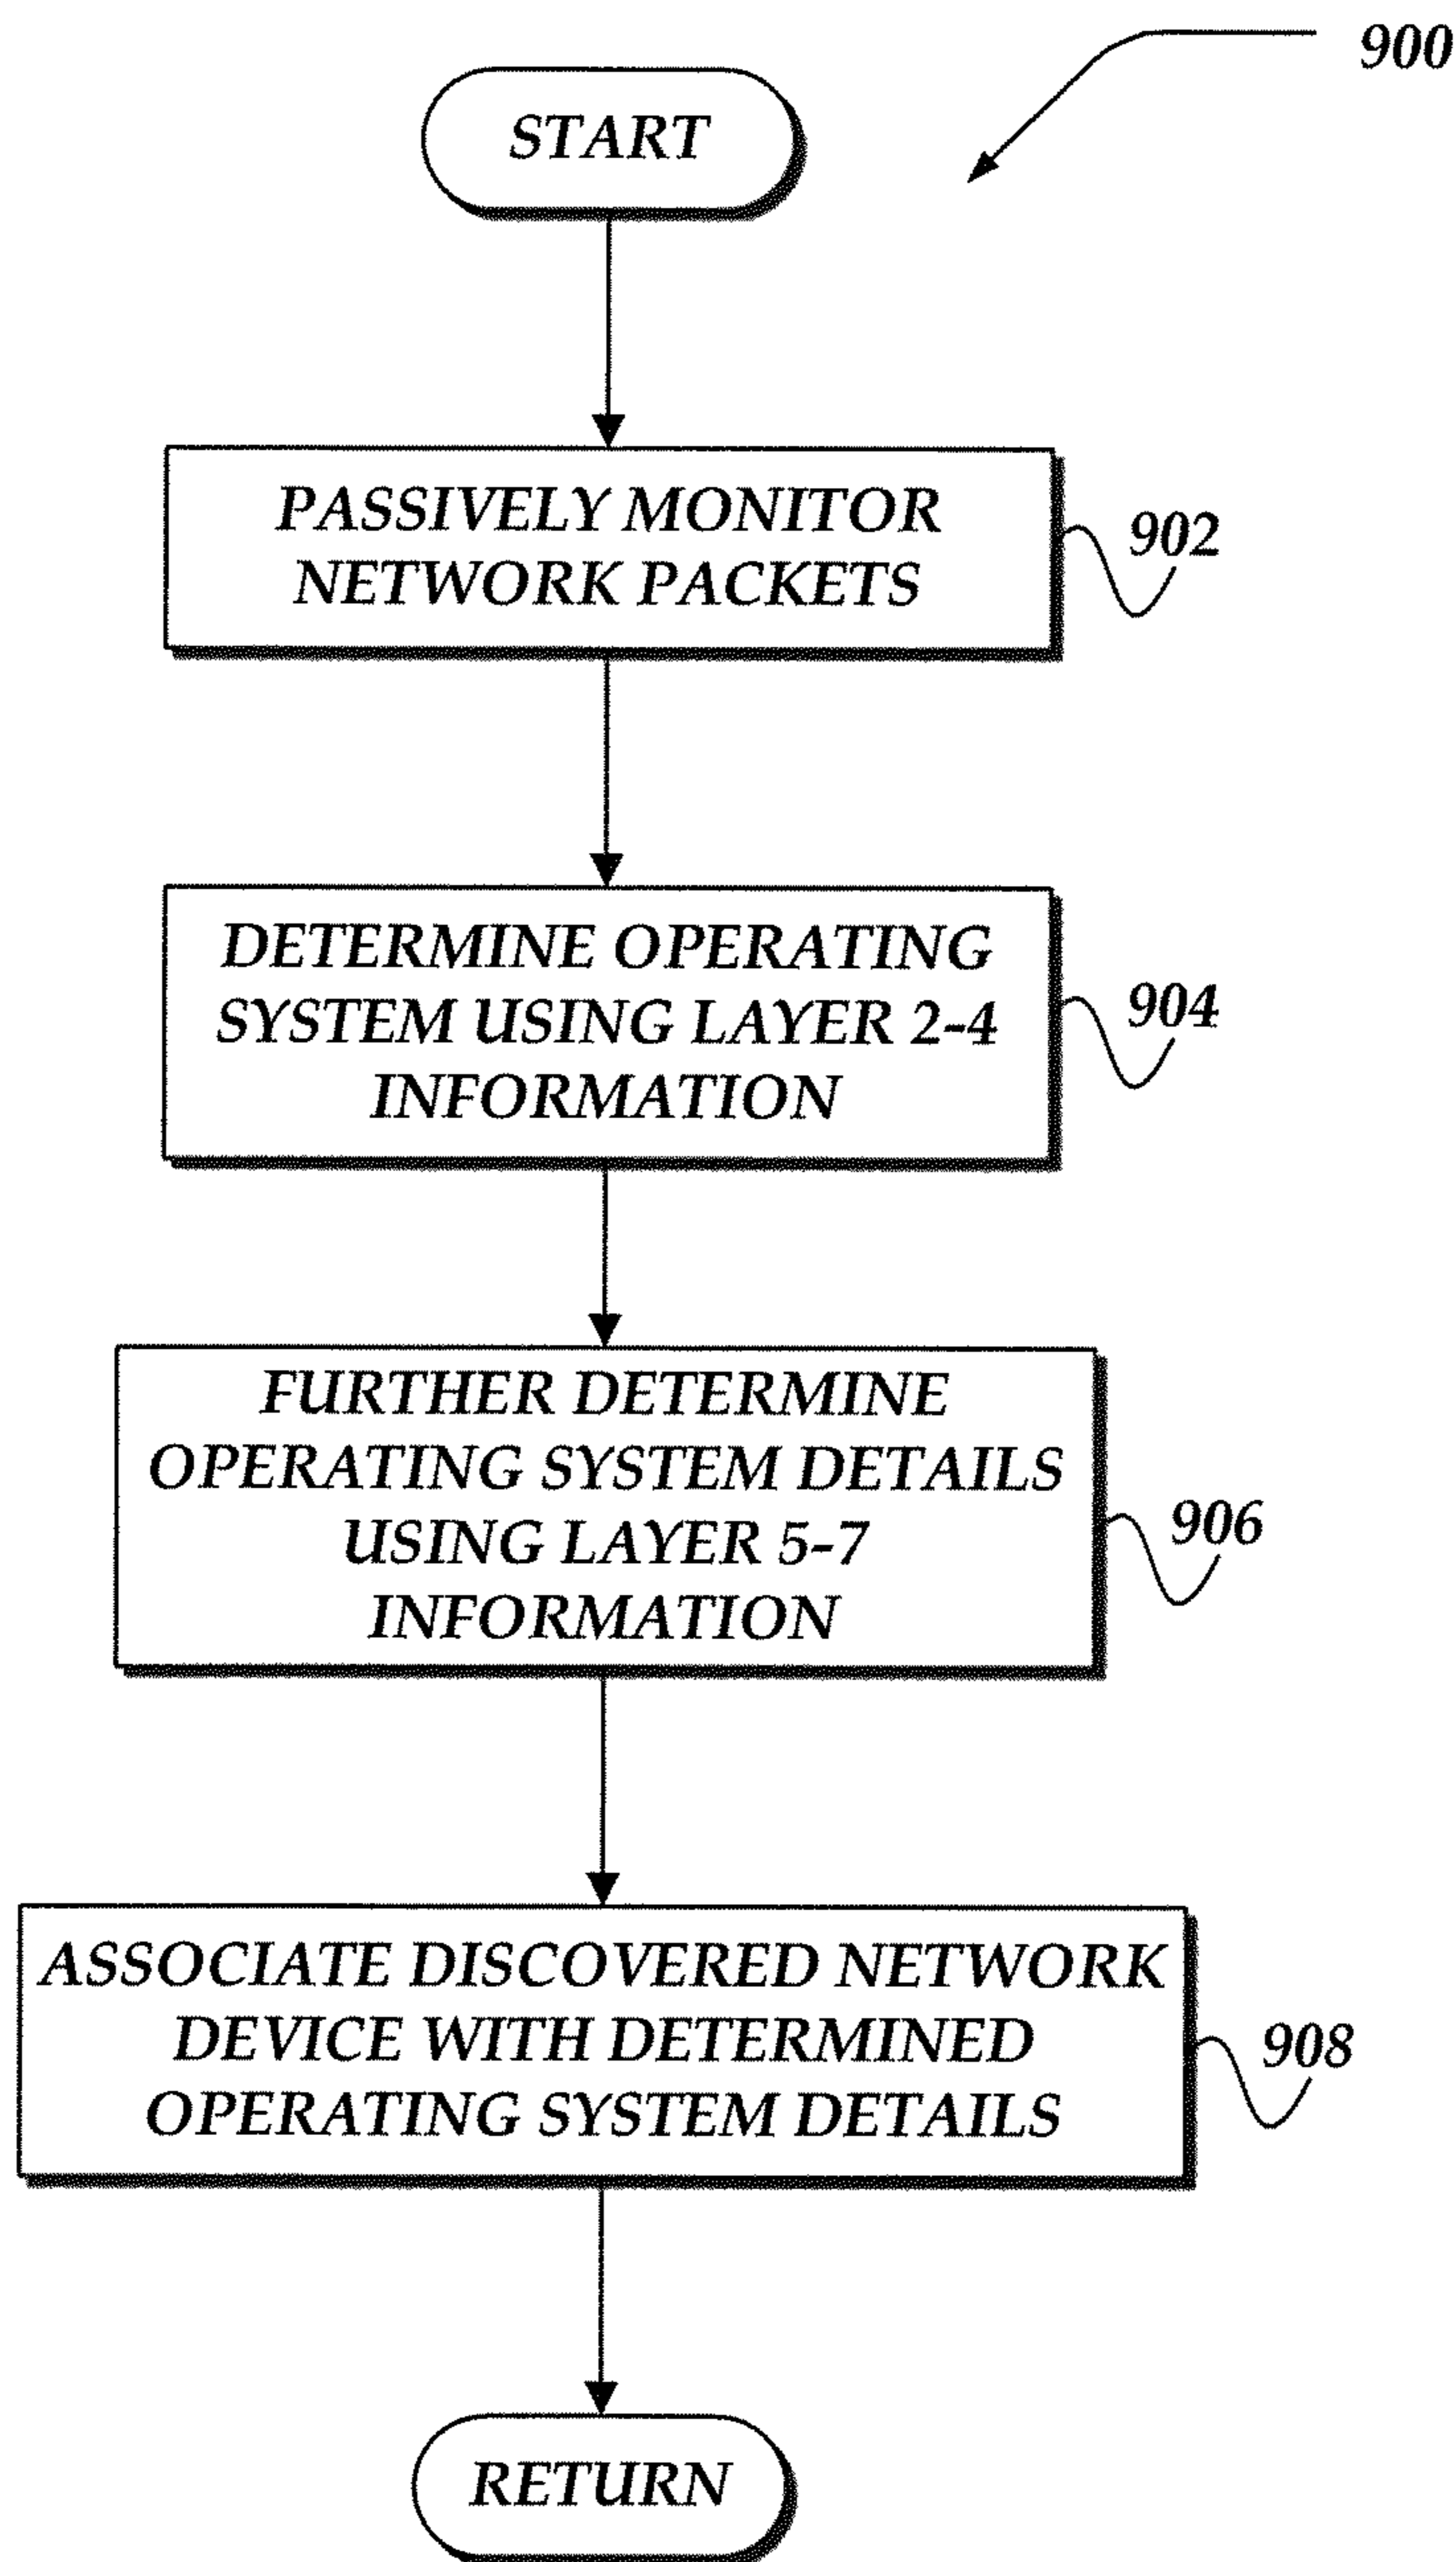 900
START
PASSIVELY MONITOR
NETWORK PACKETS
902
DETERMINE OPERATING
SYSTEM USING LAYER 2-4
INFORMATION
904
FURTHER DETERMINE
OPERATING SYSTEM DETAILS
USING LAYER 5-7
INFORMATION
906
ASSOCIATE DISCOVERED NETWORK
DEVICE WITH DETERMINED
OPERATING SYSTEM DETAILS
908
RETURN